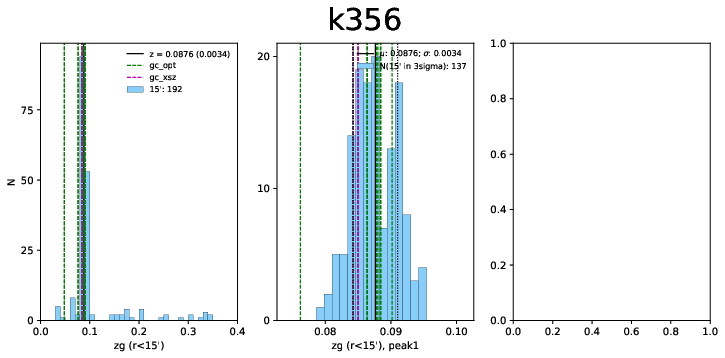 k356
z = 0.0876 (0.0034)
gc_opt
gc_xsz
15': 192
N
75
50
25
0
0.0 0.1 0.2 0.3 0.4
zg (r<15')
μ: 0.0876; σ: 0.0034
N(15' in 3sigma): 137
20
10
0
0.08 0.09 0.10
zg (r<15'), peak1
1.0
0.8
0.6
0.4
0.2
0.0
0.0 0.2 0.4 0.6 0.8 1.0